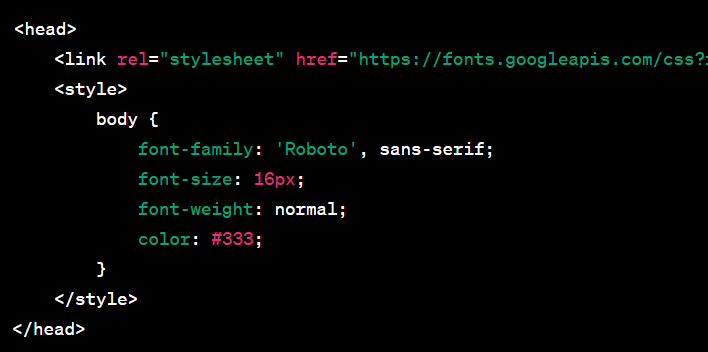 <head>
<link rel="stylesheet" href="https://fonts.googleapis.com/css?
<style>
body {
font-family: 'Roboto', sans-serif;
font-size: 16px;
font-weight: normal;
color: #333;
}
</style>
</head>